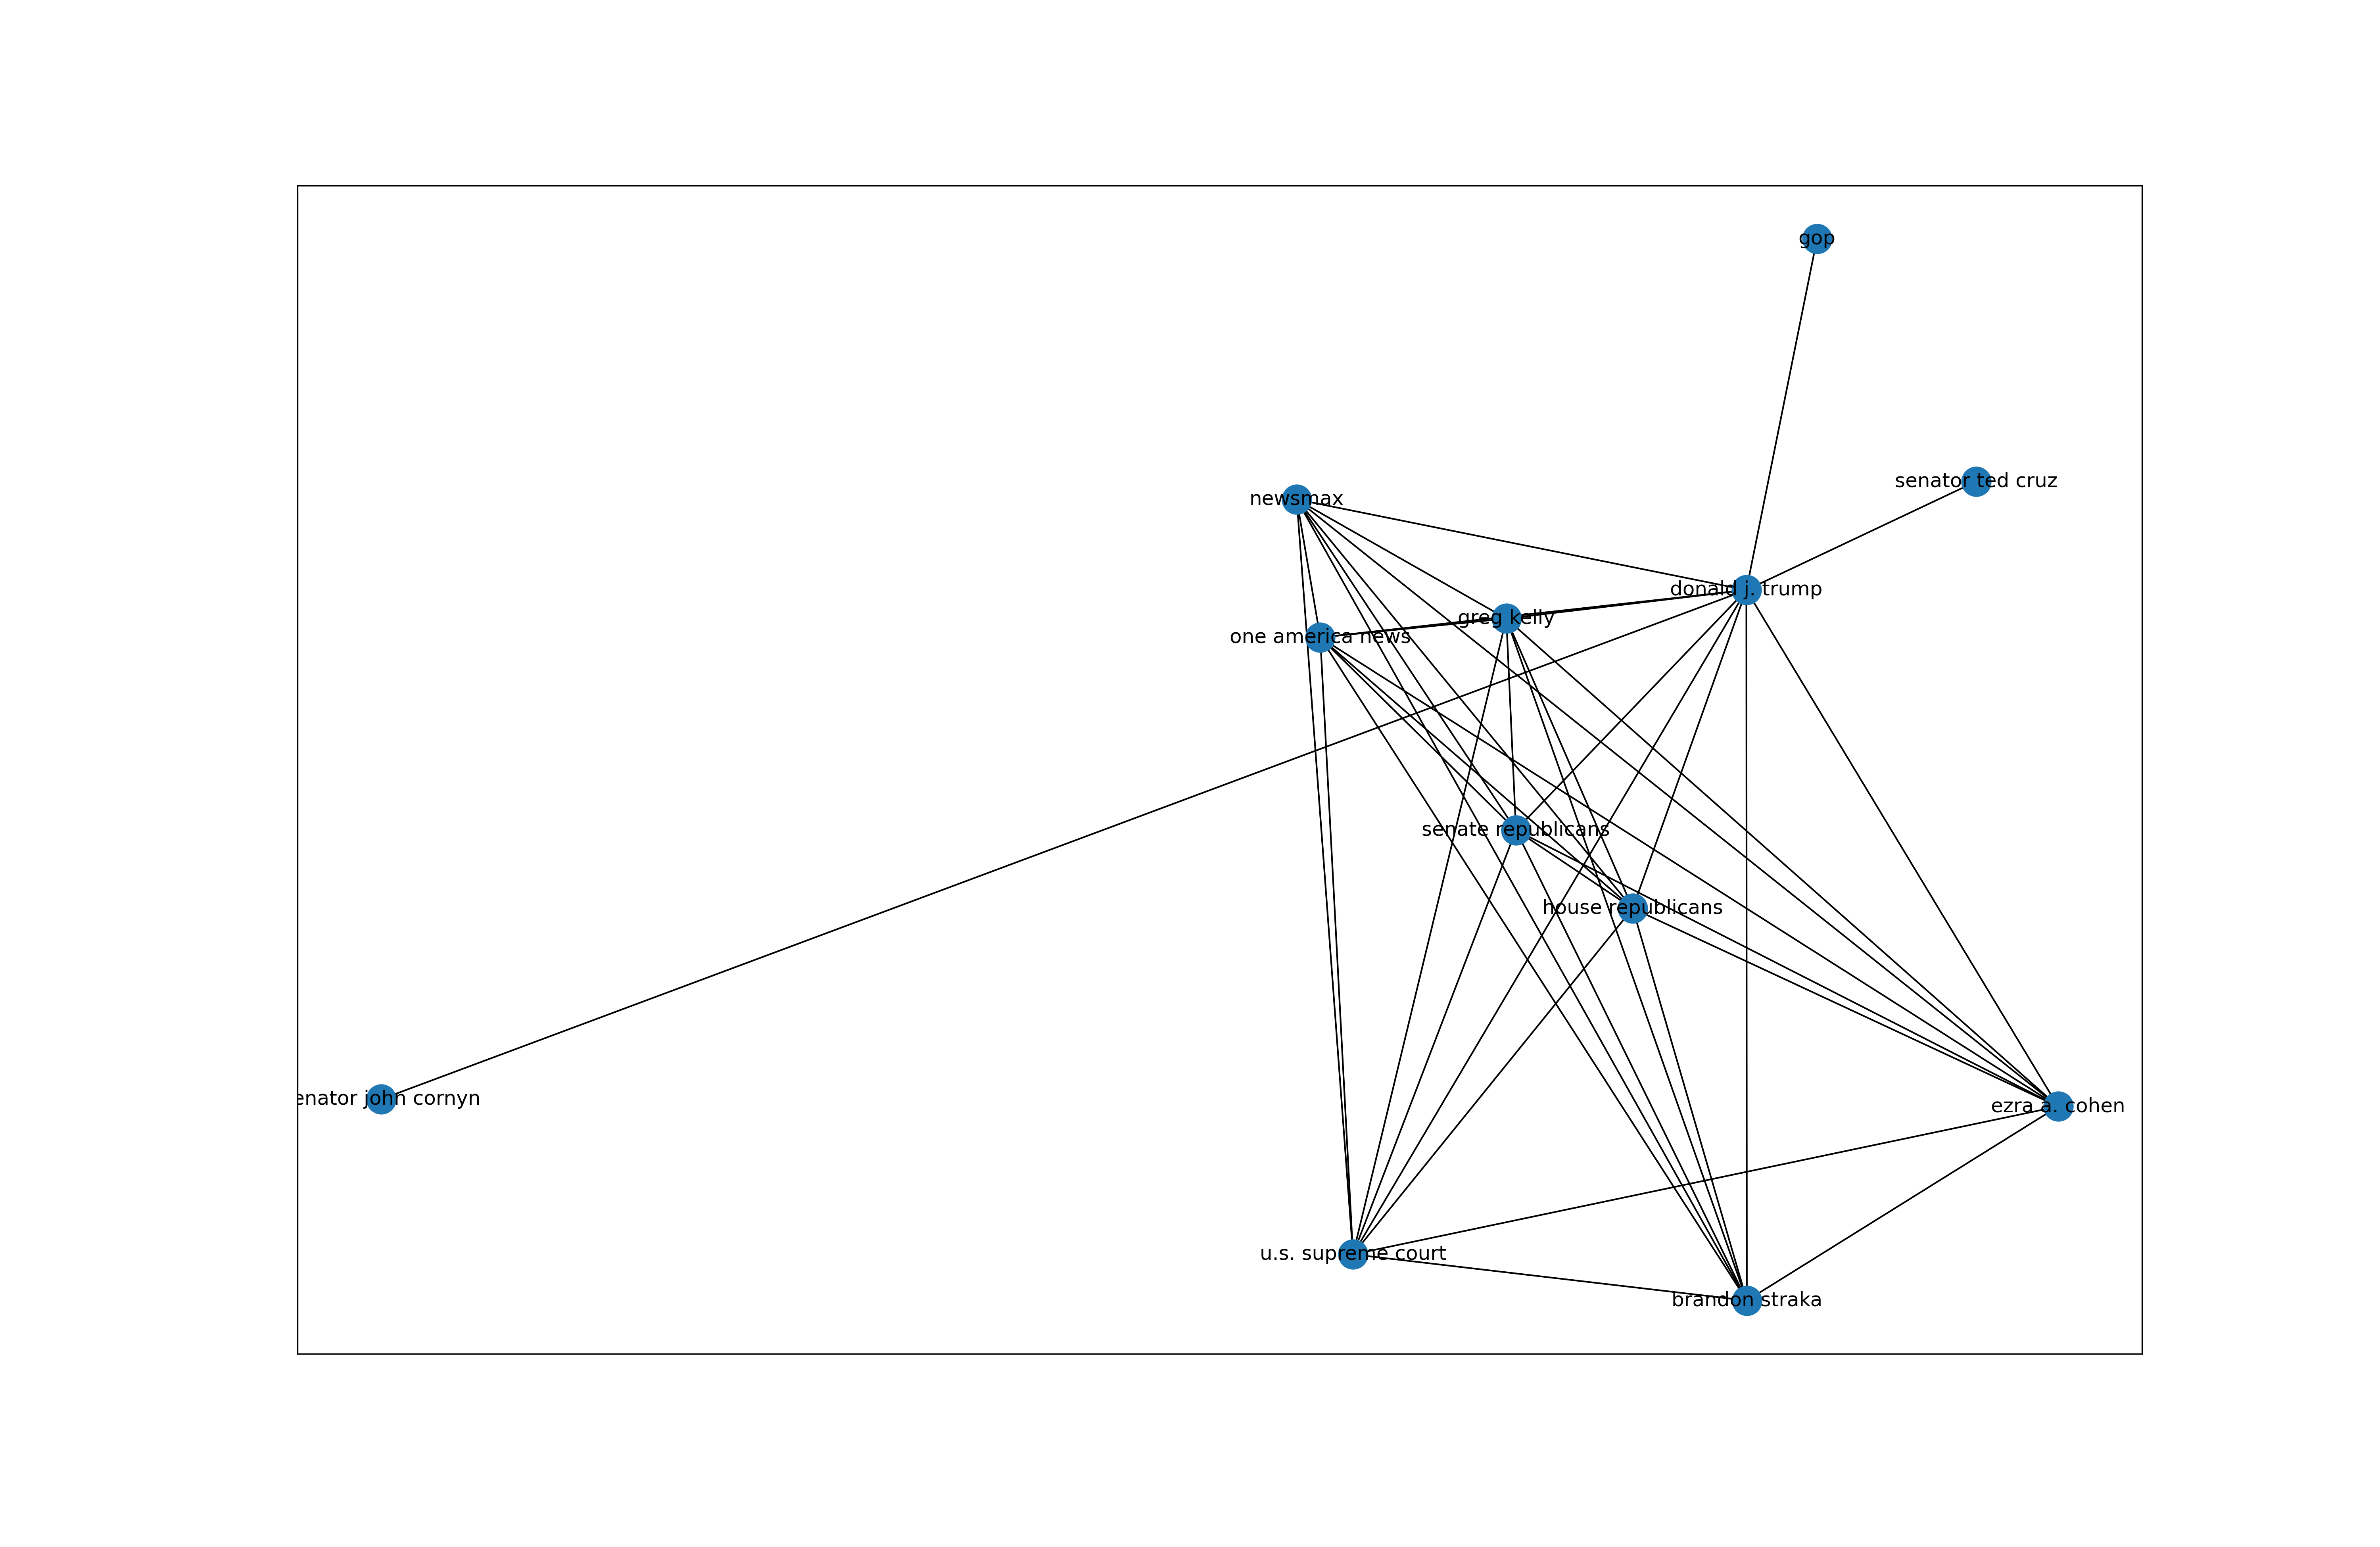 gop
senator ted cruz
newsmax
donald j. trump
greg kelly
one america news
senate republicans
house republicans
enator john cornyn
ezra a. cohen
u.s. supreme court
brandon straka